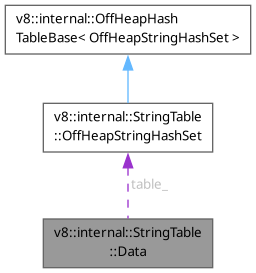 v8::internal::OffHeapHash
TableBase< OffHeapStringHashSet >
v8::internal::StringTable
::OffHeapStringHashSet
table_
v8::internal::StringTable
::Data